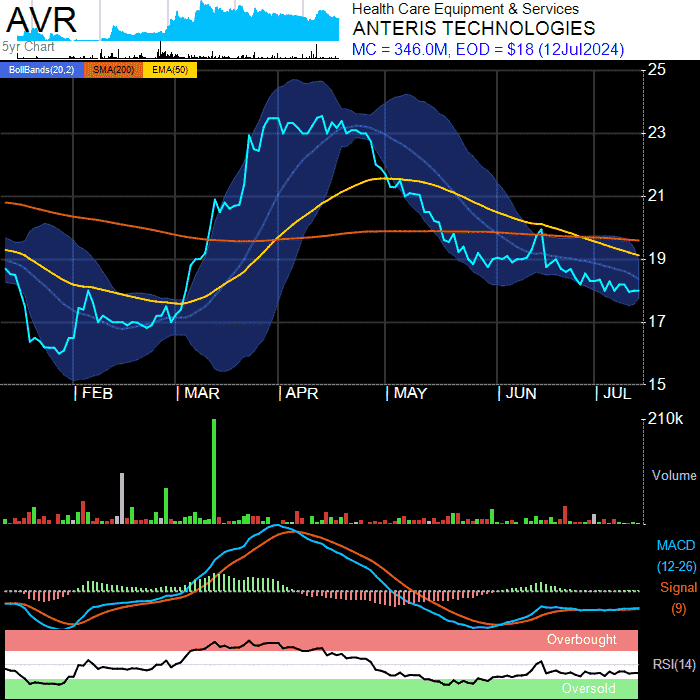 AVR
5yr Chart
Health Care Equipment & Services
ANTERIS TECHNOLOGIES
MC = 346.0M, EOD = $18 (12Jul2024)
BollBands(20,2) SMA(200) EMA(50)
25
23
21
19
17
15
| FEB | MAR | APR | MAY | JUN | JUL
210k
Volume
MACD
(12-26)
Signal
(9)
Overbought
RSI(14)
Oversold